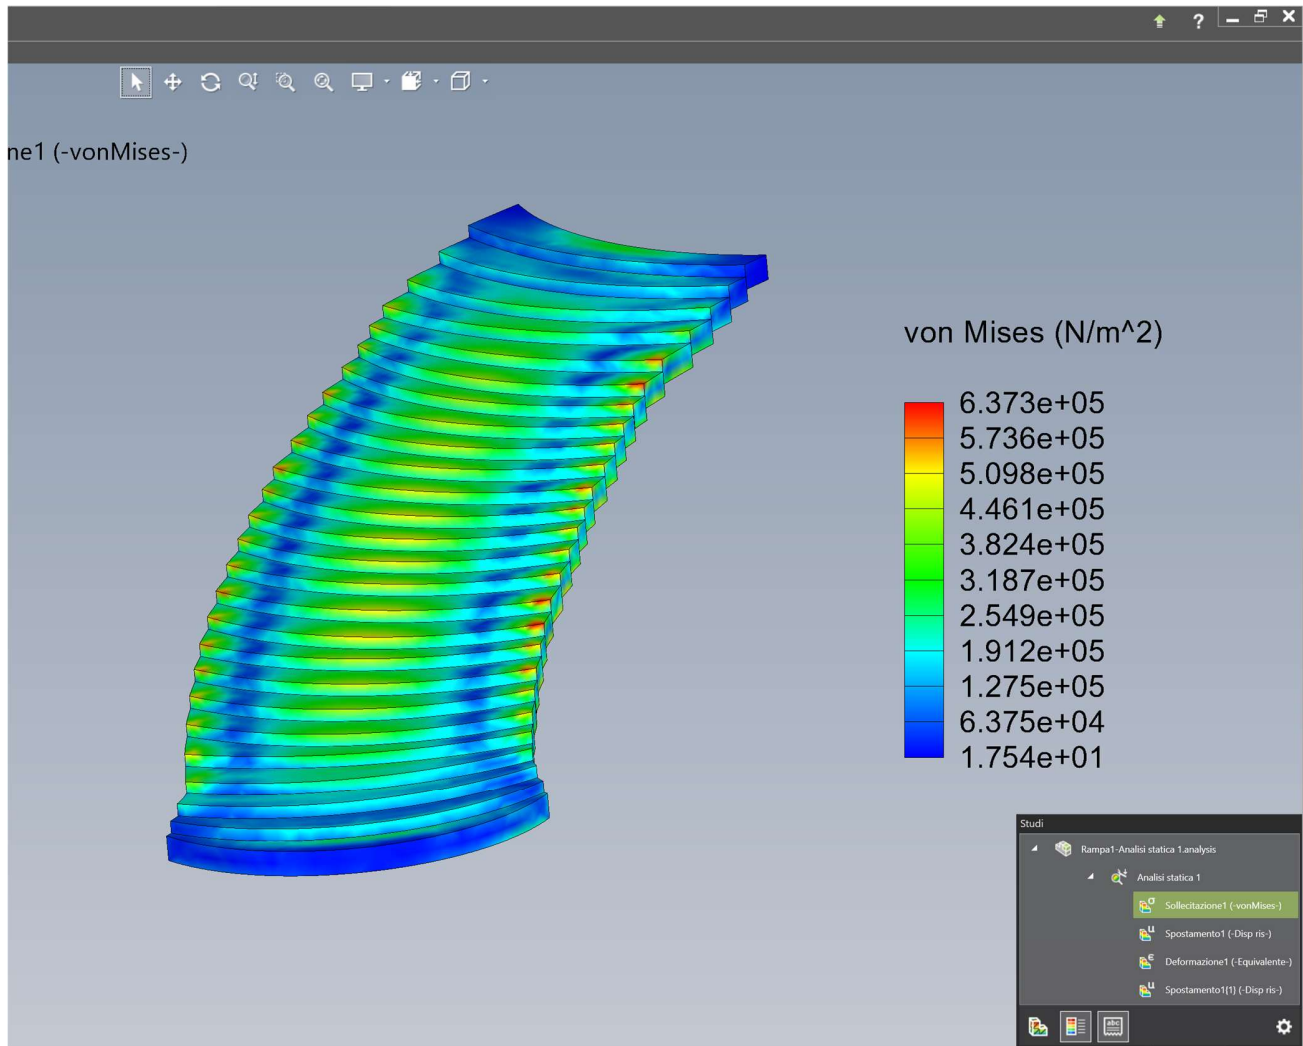 ne1 (-vonMises-)
von Mises (N/m^2)
6.373e+05
5.736e+05
5.098e+05
4.461e+05
3.824e+05
3.187e+05
2.549e+05
1.912e+05
1.275e+05
6.375e+04
1.754e+01
Studi
Rampa1-Analisi statica 1.analysis
Analisi statica 1
Sollecitazione1 (-vonMises-)
Spostamento1 (-Disp ris-)
Deformazione1 (-Equivalente-)
Spostamento1{1} (-Disp ris-)
abc